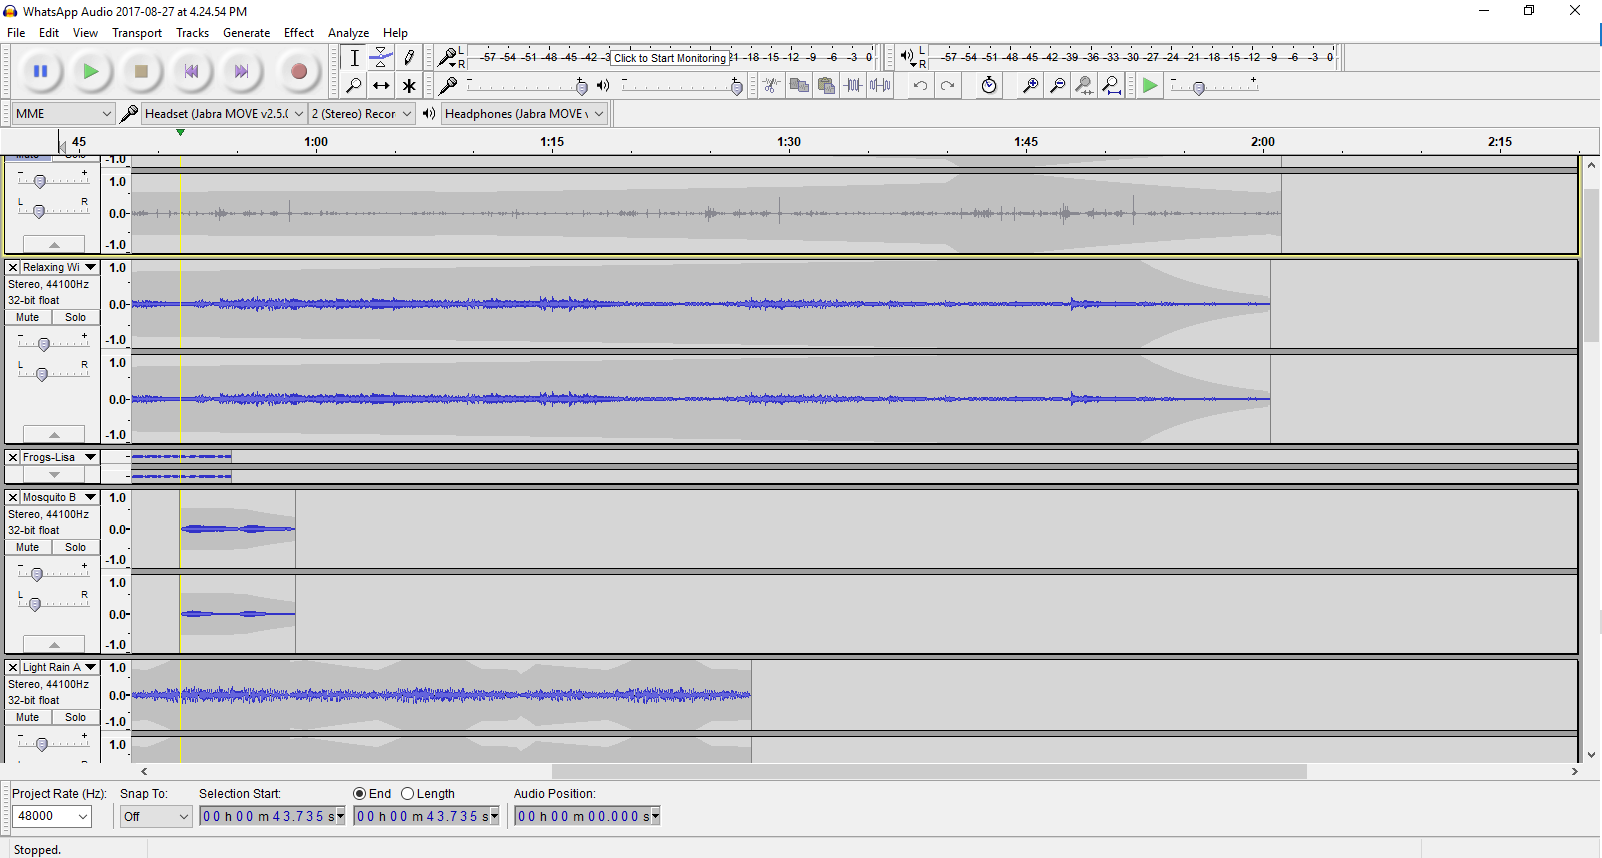 WhatsApp Audio 2017-08-27 at 4.24.54 PM
File Edit View Transport Tracks Generate Effect Analyze Help
L
R
-57 -54 -51 -48 -45 -42 Click to Start Monitoring -18 -15 -12 -9 -6 -3 0
L
R
-57 -54 -51 -48 -45 -42 -39 -36 -33 -30 -27 -24 -21 -18 -15 -12 -9 -6 -3 0
MME
Headset (Jabra MOVE v2.5.(
2 (Stereo) Recor
Headphones (Jabra MOVE
45 1:00 1:15 1:30 1:45 2:00 2:15
Mute Solo
-1.0
- +
L R
1.0
0.0
-1.0
Relaxing Wi
Stereo, 44100Hz
32-bit float
Mute Solo
- +
L R
1.0
0.0
-1.0
1.0
0.0
-1.0
Frogs-Lisa
Mosquito B
Stereo, 44100Hz
32-bit float
Mute Solo
- +
L R
1.0
0.0
-1.0
1.0
0.0
-1.0
Light Rain A
Stereo, 44100Hz
32-bit float
Mute Solo
- +
1.0
0.0
-1.0
1.0
Project Rate (Hz): Snap To: Selection Start: End Length Audio Position:
48000 Off 00 h 00 m 43.735 s 00 h 00 m 43.735 s 00 h 00 m 00.000 s
Stopped.